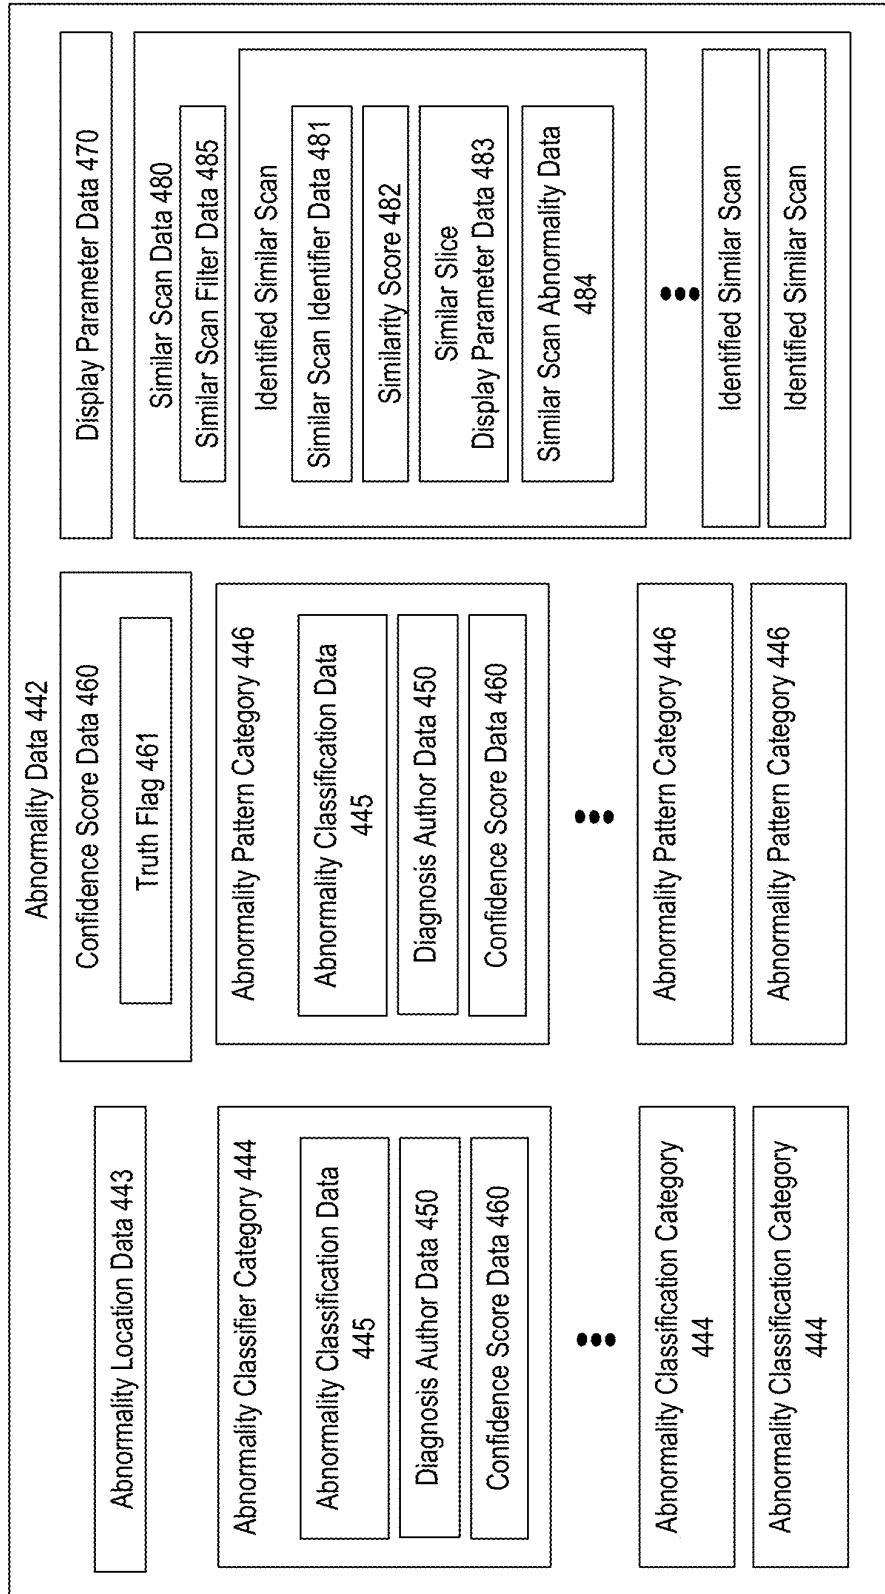 Abnormality Data 442
Abnormality Location Data 443
Abnormality Classifier Category 444
Abnormality Classification Data
445
Diagnosis Author Data 450
Confidence Score Data 460
•••
Abnormality Classification Category
444
Abnormality Classification Category
444
Confidence Score Data 460
Truth Flag 461
Abnormality Pattern Category 446
Abnormality Classification Data
445
Diagnosis Author Data 450
Confidence Score Data 460
•••
Abnormality Pattern Category 446
Abnormality Pattern Category 446
Display Parameter Data 470
Similar Scan Data 480
Similar Scan Filter Data 485
Identified Similar Scan
Similar Scan Identifier Data 481
Similarity Score 482
Similar Slice
Display Parameter Data 483
Similar Scan Abnormality Data
484
•••
Identified Similar Scan
Identified Similar Scan